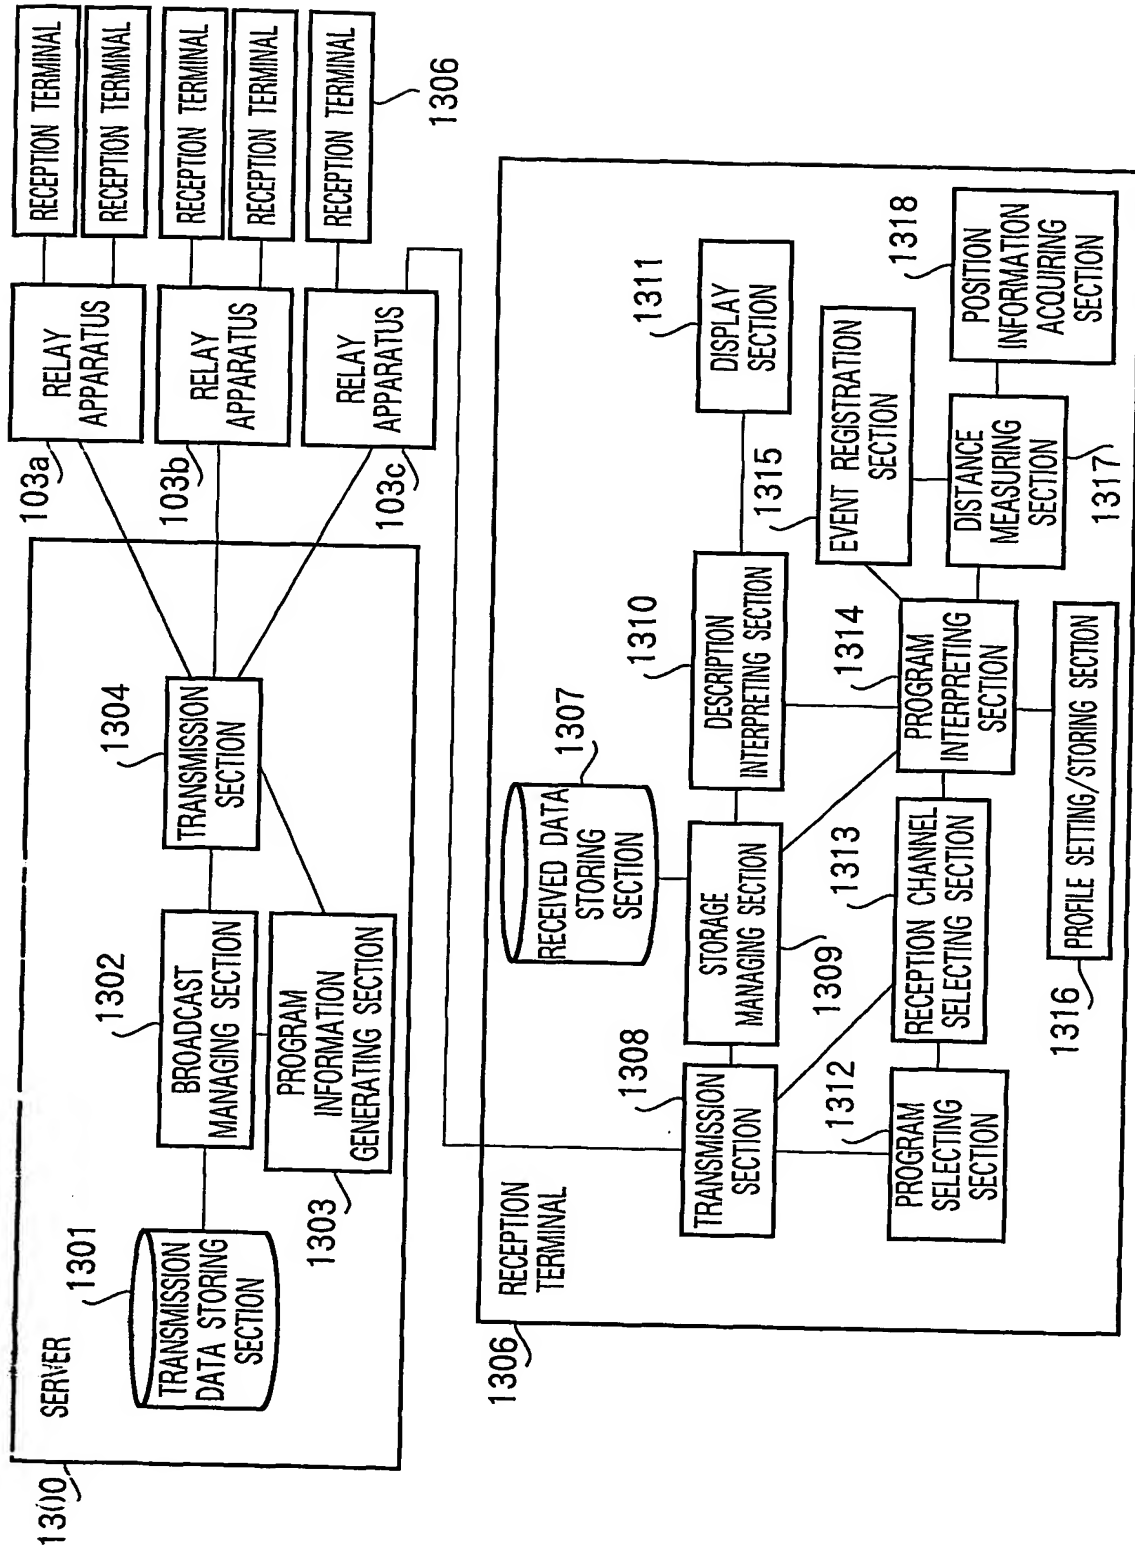 1300
SERVER
1301
TRANSMISSION
DATA STORING
SECTION
1302
BROADCAST
MANAGING SECTION
1303
PROGRAM
INFORMATION
GENERATING SECTION
1304
TRANSMISSION
SECTION
103a
RELAY
APPARATUS
103b
RELAY
APPARATUS
103c
RELAY
APPARATUS
RECEPTION TERMINAL
RECEPTION TERMINAL
RECEPTION TERMINAL
RECEPTION TERMINAL
RECEPTION TERMINAL
1306
1306
RECEPTION
TERMINAL
1307
RECEIVED DATA
STORING
SECTION
1308
TRANSMISSION
SECTION
STORAGE
MANAGING SECTION
1309
1310
DESCRIPTION
INTERPRETING SECTION
1311
DISPLAY
SECTION
1312
PROGRAM
SELECTING
SECTION
1313
RECEPTION CHANNEL
SELECTING SECTION
1314
PROGRAM
INTERPRETING
SECTION
1315
EVENT REGISTRATION
SECTION
1316
PROFILE SETTING/STORING SECTION
DISTANCE
MEASURING
SECTION
1317
1318
POSITION
INFORMATION
ACQUIRING
SECTION